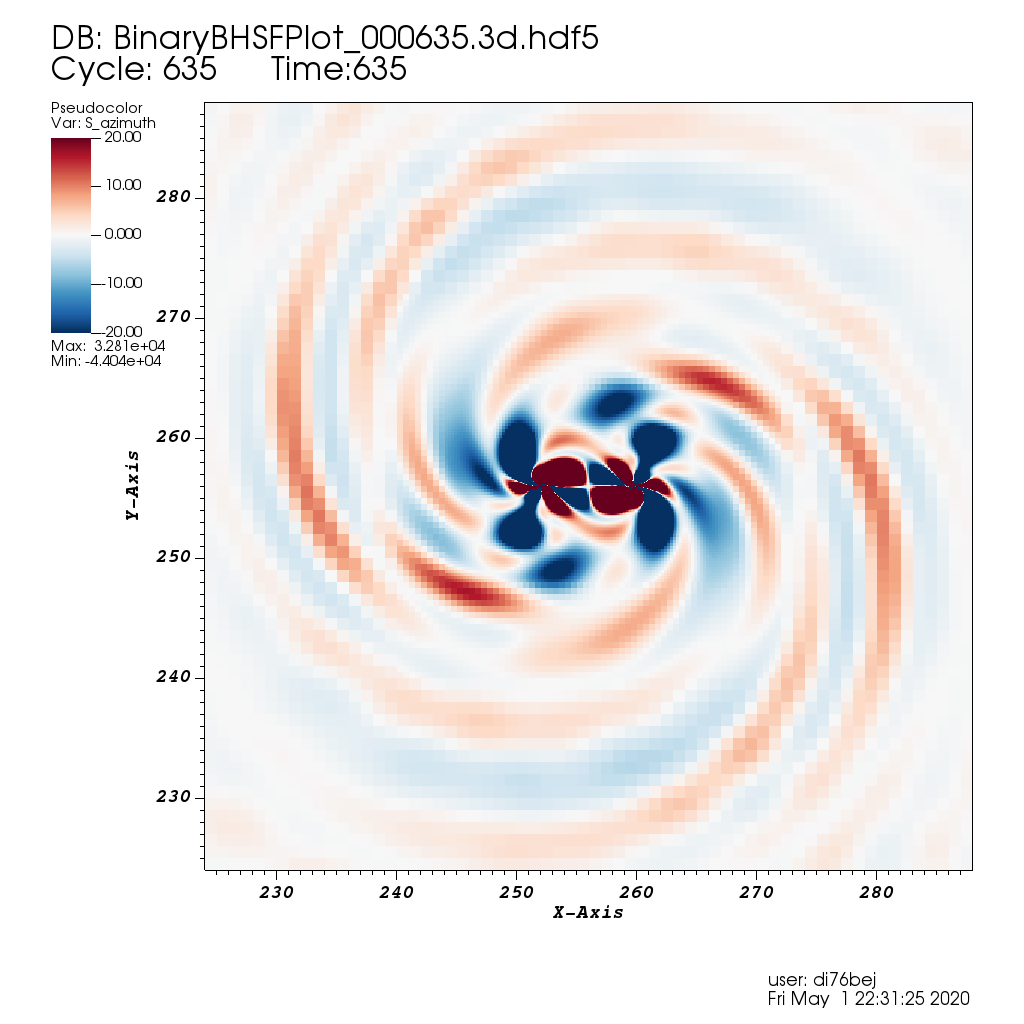 DB: BinaryBHSFPlot_000635.3d.hdf5
Cycle: 635 Time:635
Pseudocolor
Var: S_azimuth
20.00
10.00
0.000
-10.00
-20.00
Max: 3.281e+04
Min: -4.404e+04
280
270
260
250
240
230
Y-Axis
230 240 250 260 270 280
X-Axis
user: di76bej
Fri May 1 22:31:25 2020